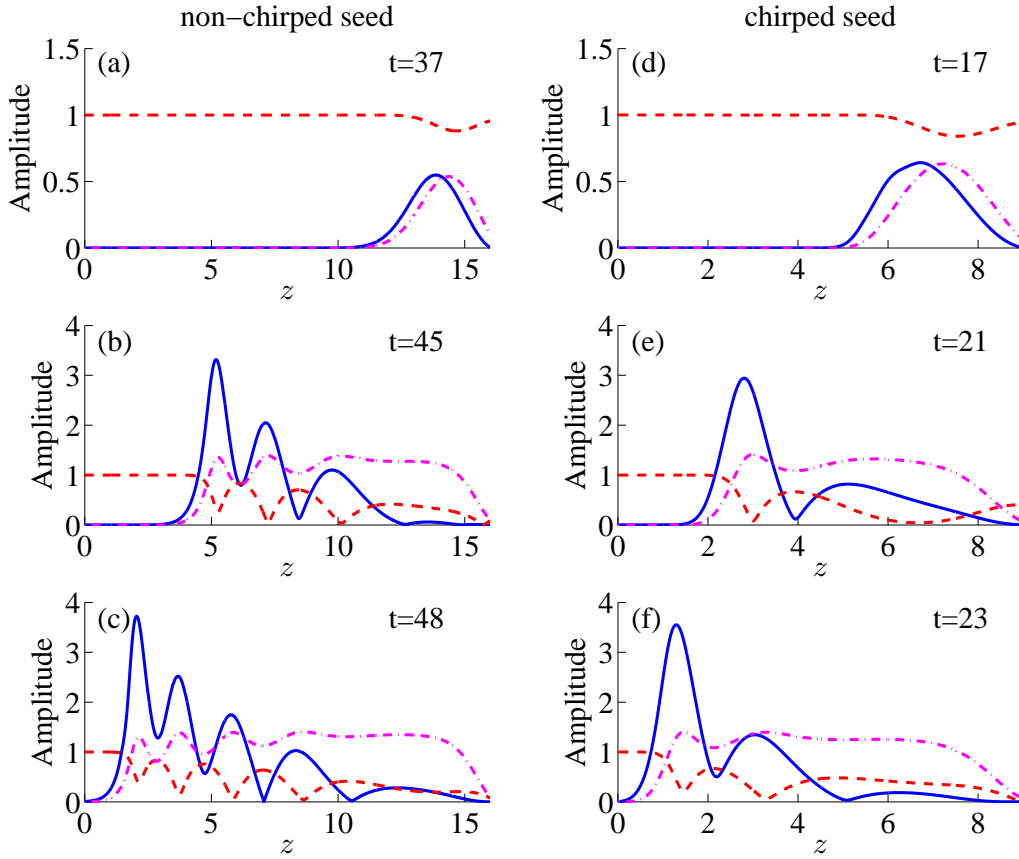 non−chirped seed
chirped seed
(a)
t=37
Amplitude
1.5
1
0.5
0
0 5 10 15
z
(d)
t=17
Amplitude
1.5
1
0.5
0
0 2 4 6 8
z
(b)
t=45
Amplitude
4
3
2
1
0
0 5 10 15
z
(e)
t=21
Amplitude
4
3
2
1
0
0 2 4 6 8
z
(c)
t=48
Amplitude
4
3
2
1
0
0 5 10 15
z
(f)
t=23
Amplitude
4
3
2
1
0
0 2 4 6 8
z